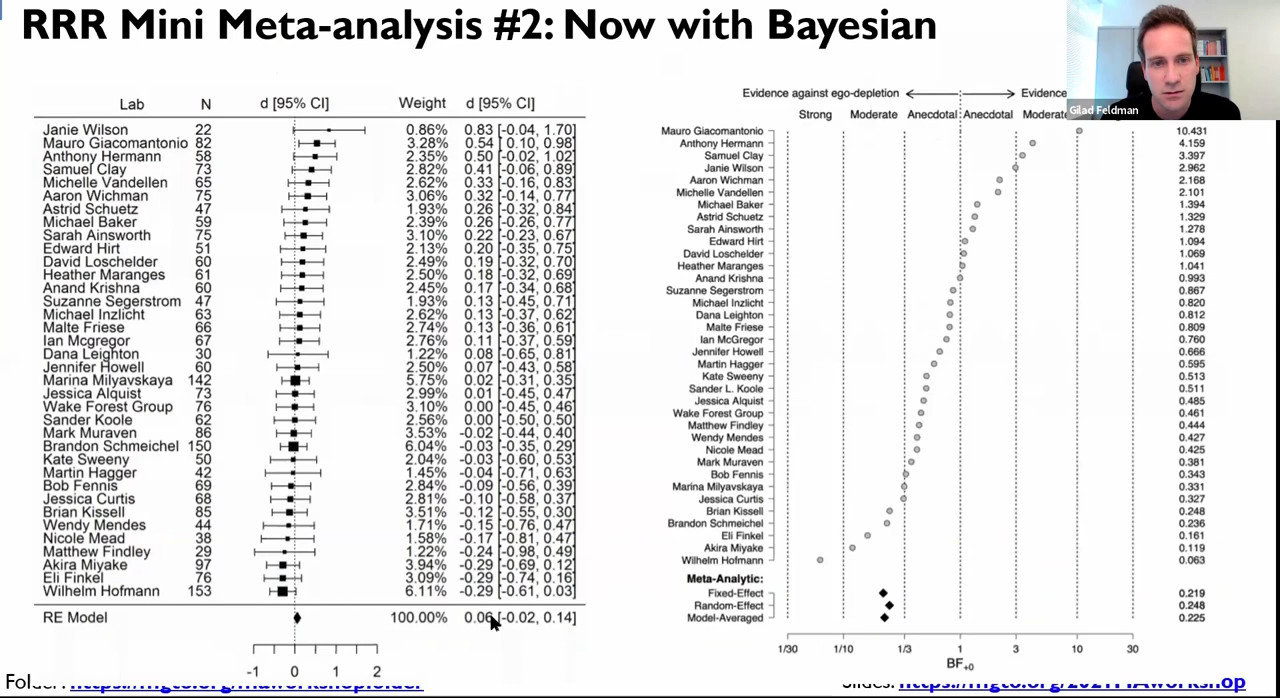 RRR Mini Meta-analysis #2: Now with Bayesian
Gilad Feldman
Lab N d [95% CI] Weight d [95% CI]
Janie Wilson 22 0.86% 0.83 [-0.04, 1.70]
Mauro Giacomantonio 82 3.28% 0.54 [ 0.10, 0.98]
Anthony Hermann 58 2.35% 0.50 [-0.02, 1.02]
Samuel Clay 73 2.82% 0.41 [-0.06, 0.89]
Michelle Vandellen 65 2.62% 0.33 [-0.16, 0.83]
Aaron Wichman 75 3.06% 0.32 [-0.14, 0.77]
Astrid Schuetz 47 1.93% 0.26 [-0.32, 0.84]
Michael Baker 59 2.39% 0.26 [-0.26, 0.77]
Sarah Ainsworth 75 3.10% 0.22 [-0.23, 0.67]
Edward Hirt 51 2.13% 0.20 [-0.35, 0.75]
David Loschelder 60 2.49% 0.19 [-0.32, 0.70]
Heather Maranges 61 2.50% 0.18 [-0.32, 0.69]
Anand Krishna 60 2.45% 0.17 [-0.34, 0.68]
Suzanne Segerstrom 47 1.93% 0.13 [-0.45, 0.71]
Michael Inzlicht 63 2.62% 0.13 [-0.37, 0.62]
Malte Friese 66 2.74% 0.13 [-0.36, 0.61]
Ian Mcgregor 67 2.76% 0.11 [-0.37, 0.59]
Dana Leighton 30 1.22% 0.08 [-0.65, 0.81]
Jennifer Howell 60 2.50% 0.07 [-0.43, 0.58]
Marina Milyavskaya 142 5.75% 0.02 [-0.31, 0.35]
Jessica Alquist 73 2.99% 0.01 [-0.45, 0.47]
Wake Forest Group 76 3.10% 0.00 [-0.45, 0.46]
Sander Koole 62 2.56% 0.00 [-0.50, 0.50]
Mark Muraven 86 3.53% -0.02 [-0.44, 0.40]
Brandon Schmeichel 150 6.04% -0.03 [-0.35, 0.29]
Kate Sweeny 50 2.04% -0.03 [-0.60, 0.53]
Martin Hagger 42 1.45% -0.04 [-0.71, 0.63]
Bob Fennis 69 2.84% -0.09 [-0.56, 0.39]
Jessica Curtis 68 2.81% -0.10 [-0.58, 0.37]
Brian Kissell 85 3.51% -0.12 [-0.55, 0.30]
Wendy Mendes 44 1.71% -0.15 [-0.76, 0.47]
Nicole Mead 38 1.58% -0.17 [-0.81, 0.47]
Matthew Findley 29 1.22% -0.24 [-0.98, 0.49]
Akira Miyake 97 3.94% -0.29 [-0.69, 0.12]
Eli Finkel 76 3.09% -0.29 [-0.74, 0.16]
Wilhelm Hofmann 153 6.11% -0.29 [-0.61, 0.03]
RE Model 100.00% 0.06 [-0.02, 0.14]
-1 0 1 2
Evidence against ego-depletion Evidence
Strong Moderate Anecdotal Anecdotal Moderate
Mauro Giacomantonio 10.431
Anthony Hermann 4.159
Samuel Clay 3.397
Janie Wilson 2.962
Aaron Wichman 2.168
Michelle Vandellen 2.101
Michael Baker 1.394
Astrid Schuetz 1.329
Sarah Ainsworth 1.278
Edward Hirt 1.094
David Loschelder 1.069
Heather Maranges 1.041
Anand Krishna 0.993
Suzanne Segerstrom 0.867
Michael Inzlicht 0.820
Dana Leighton 0.812
Malte Friese 0.809
Ian McGregor 0.760
Jennifer Howell 0.666
Martin Hagger 0.595
Kate Sweeny 0.513
Sander L. Koole 0.511
Jessica Alquist 0.485
Wake Forest Group 0.461
Matthew Findley 0.444
Wendy Mendes 0.427
Nicole Mead 0.425
Mark Muraven 0.381
Bob Fennis 0.343
Marina Milyavskaya 0.331
Jessica Curtis 0.327
Brian Kissell 0.248
Brandon Schmeichel 0.236
Eli Finkel 0.161
Akira Miyake 0.119
Wilhelm Hofmann 0.063
Meta-Analytic:
Fixed-Effect 0.219
Random-Effect 0.248
Model-Averaged 0.225
1/30 1/10 1/3 1 3 10 30
BF+0